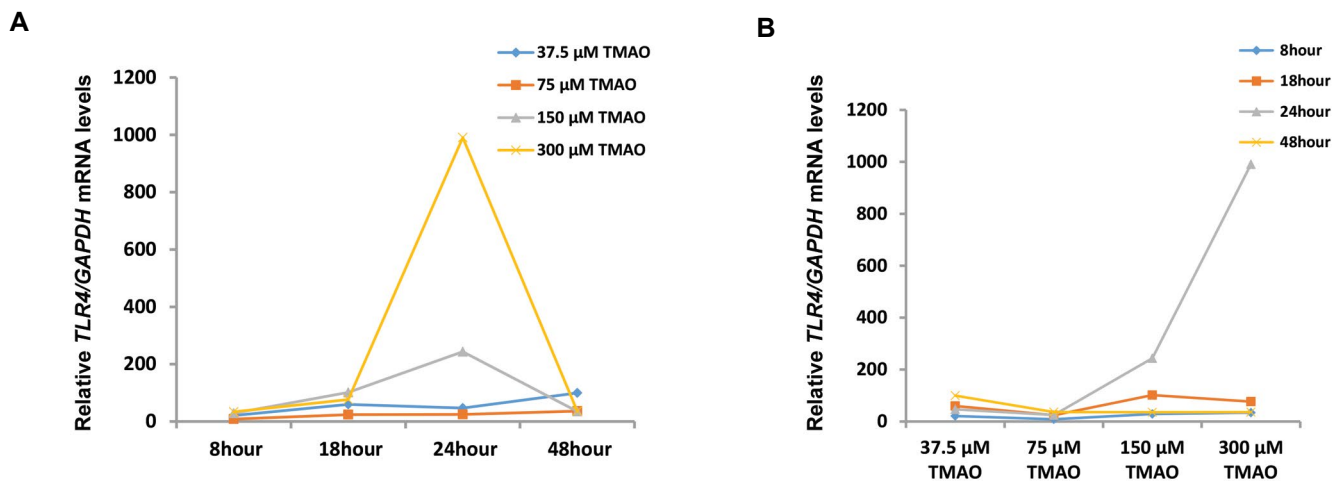 A
Relative TLR4/GAPDH mRNA levels
1200
1000
800
600
400
200
0
8hour
18hour
24hour
48hour
37.5 µM TMAO
75 µM TMAO
150 µM TMAO
300 µM TMAO
B
Relative TLR4/GAPDH mRNA levels
1200
1000
800
600
400
200
0
37.5 µM
TMAO
75 µM
TMAO
150 µM
TMAO
300 µM
TMAO
8hour
18hour
24hour
48hour